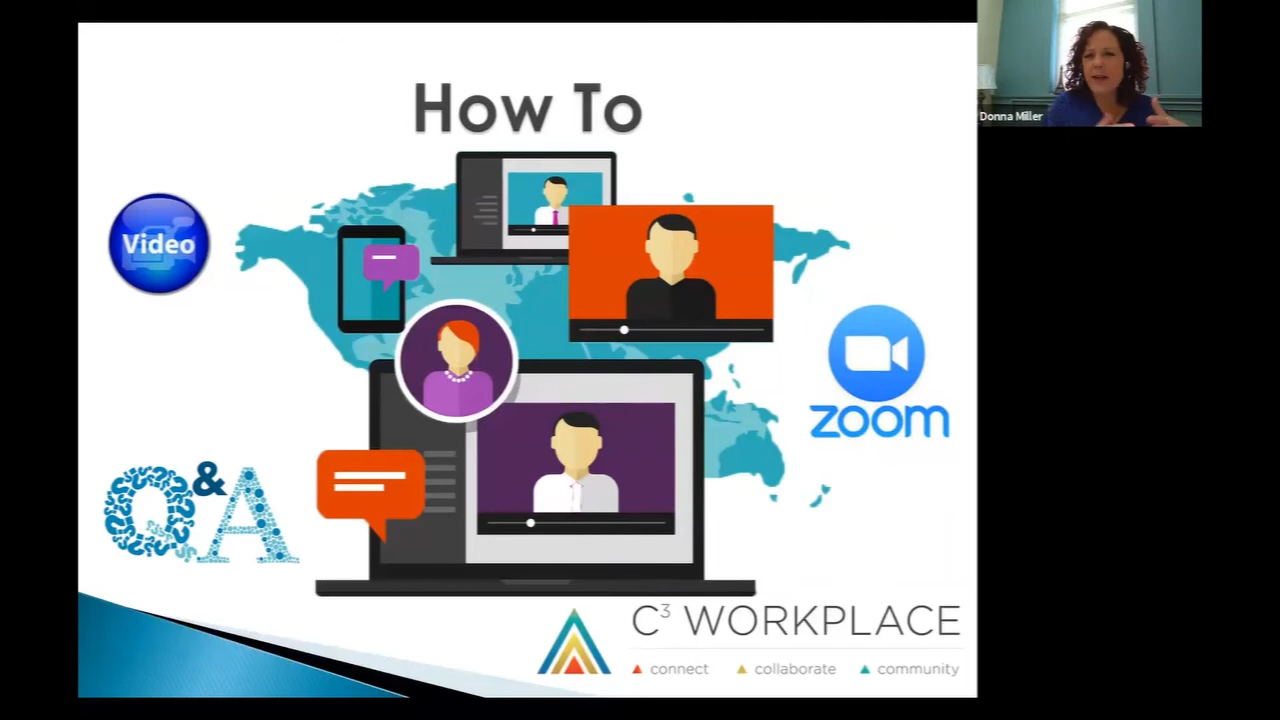 How To
Video
Donna Miller
zoom
Q&A
C³ WORKPLACE
connect collaborate community